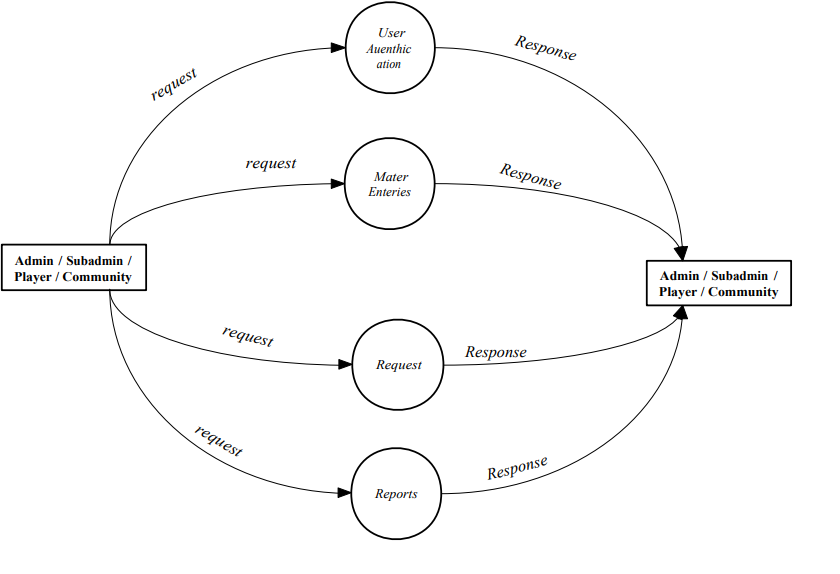 User
Auenthic
ation
Response
request
request
Mater
Enteries
Response
Admin / Subadmin /
Player / Community
Admin / Subadmin /
Player / Community
request
Request
Response
request
Reports
Response